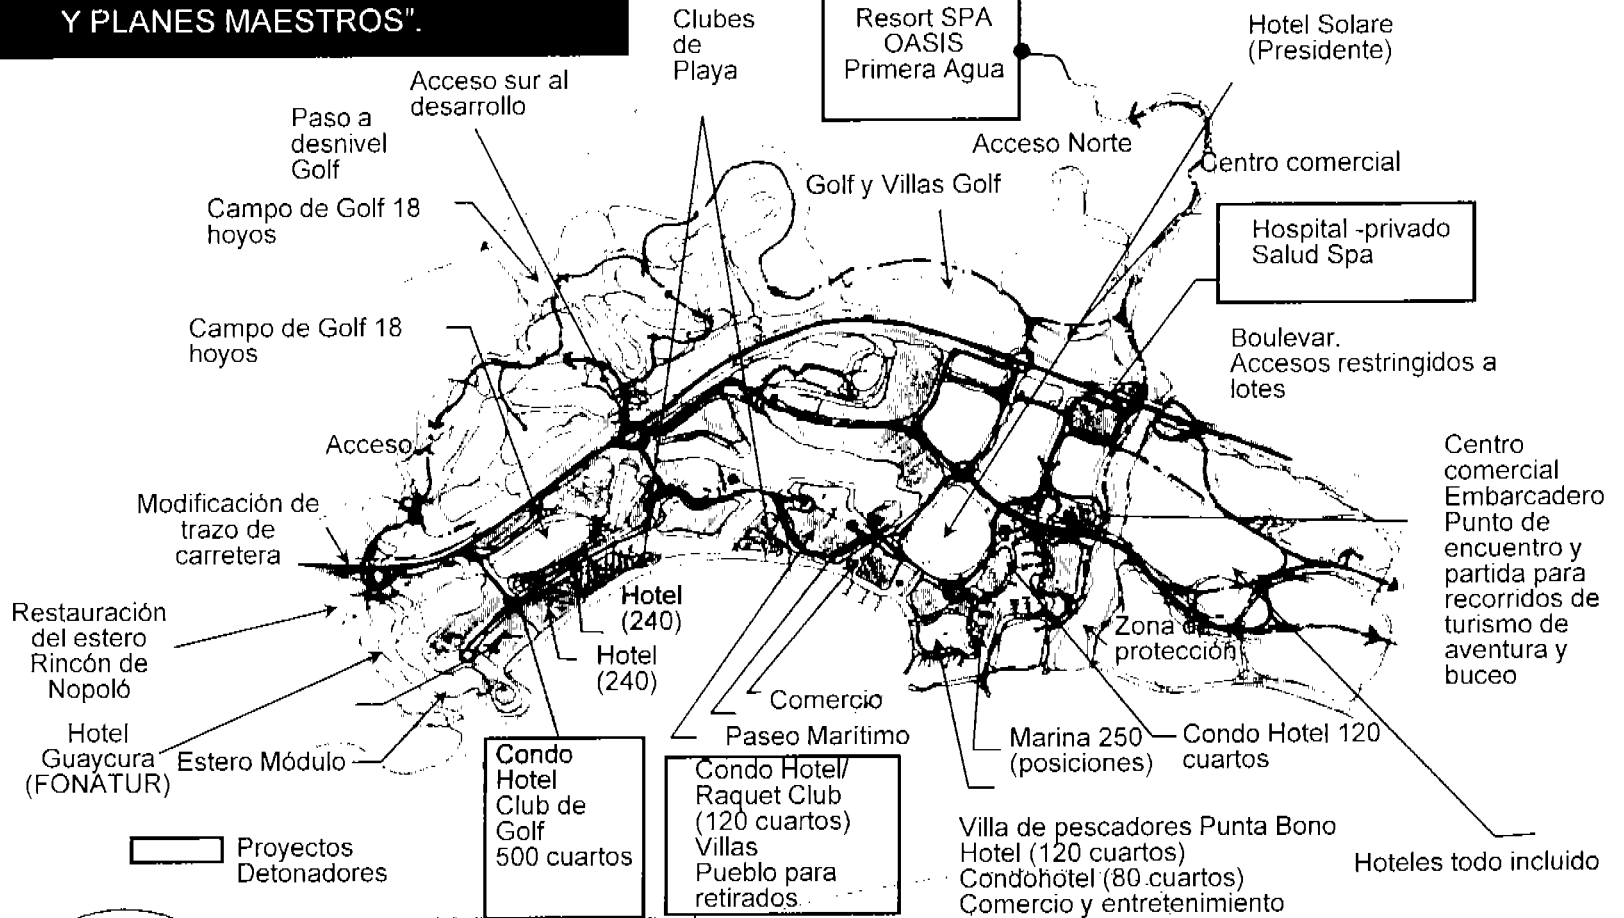 Y PLANES MAESTROS".
Clubes
de
Playa
Resort SPA
OASIS
Primera Agua
Hotel Solare
(Presidente)
Acceso sur al
desarrollo
Paso a
desnivel
Golf
Acceso Norte
Centro comercial
Golf y Villas Golf
Campo de Golf 18
hoyos
Hospital -privado
Salud Spa
Campo de Golf 18
hoyos
Boulevar.
Accesos restringidos a
lotes
Acceso
Centro
comercial
Embarcadero
Punto de
encuentro y
partida para
recorridos de
turismo de
aventura y
buceo
Modificación de
trazo de
carretera
Restauración
del estero
Rincón de
Nopoló
Hotel
(240)
Hotel
(240)
Zona de
protección
Comercio
Paseo Marítimo
Hotel
Guaycura
(FONATUR)
Estero Módulo
Marina 250
(posiciones)
Condo Hotel 120
cuartos
Condo
Hotel
Club de
Golf
500 cuartos
Condo Hotel/
Raquet Club
(120 cuartos)
Villas
Pueblo para
retirados
Villa de pescadores Punta Bono
Hotel (120 cuartos)
Condohotel (80 cuartos)
Comercio y entretenimiento
Hoteles todo incluido
Proyectos
Detonadores